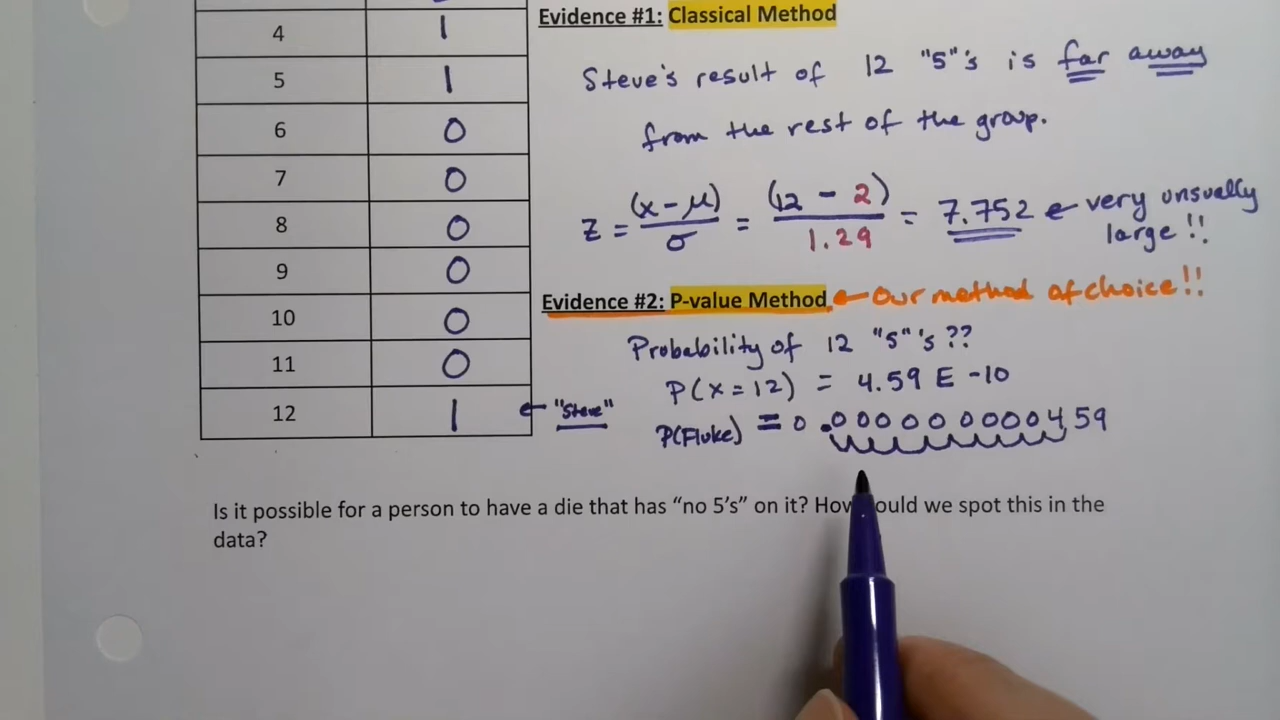 4 1
5 1
6 0
7 0
8 0
9 0
10 0
11 0
12 1 ← "Steve"
Evidence #1: Classical Method
Steve's result of 12 "5"'s is far away
from the rest of the group.
Z = (x - μ)/σ = (12 - 2)/1.29 = 7.752 ← very unsually
large!!
Evidence #2: P-value Method ← Our method of choice!!
Probability of 12 "5"'s ??
P(x = 12) = 4.59 E -10
P(Fluke) = 0.000000000459
Is it possible for a person to have a die that has “no 5’s” on it? How ould we spot this in the
data?